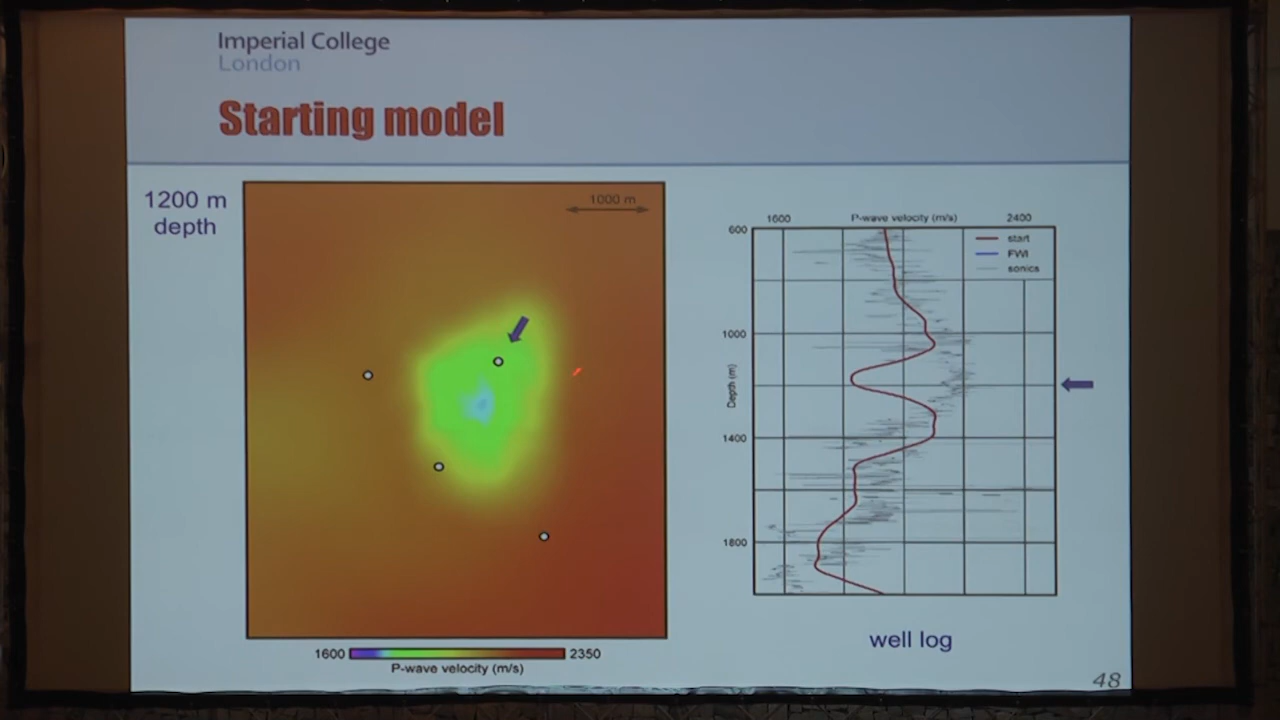 Imperial College
London
Starting model
1200 m
depth
1000 m
1600
2350
P-wave velocity (m/s)
1600
P-wave velocity (m/s)
2400
600
1000
1400
1800
Depth (m)
start
FWI
sonics
well log
48